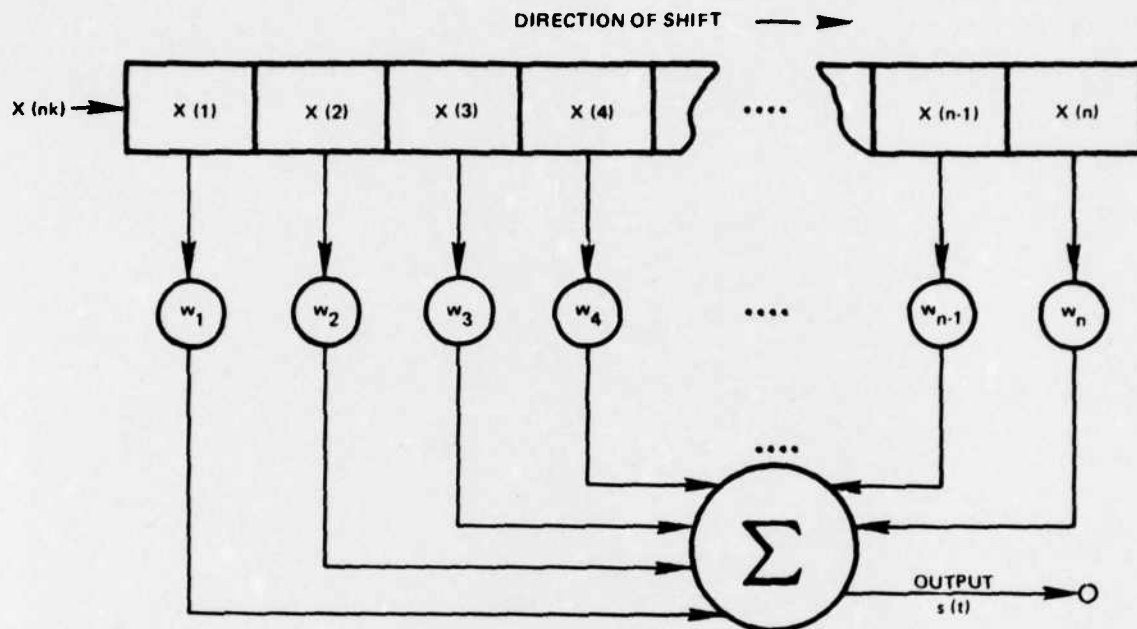 DIRECTION OF SHIFT
X (nk) X (1) X (2) X (3) X (4) •••• X (n-1) X (n)
w1 w2 w3 w4 •••• wn-1 wn
••••
Σ
OUTPUT
s (t)